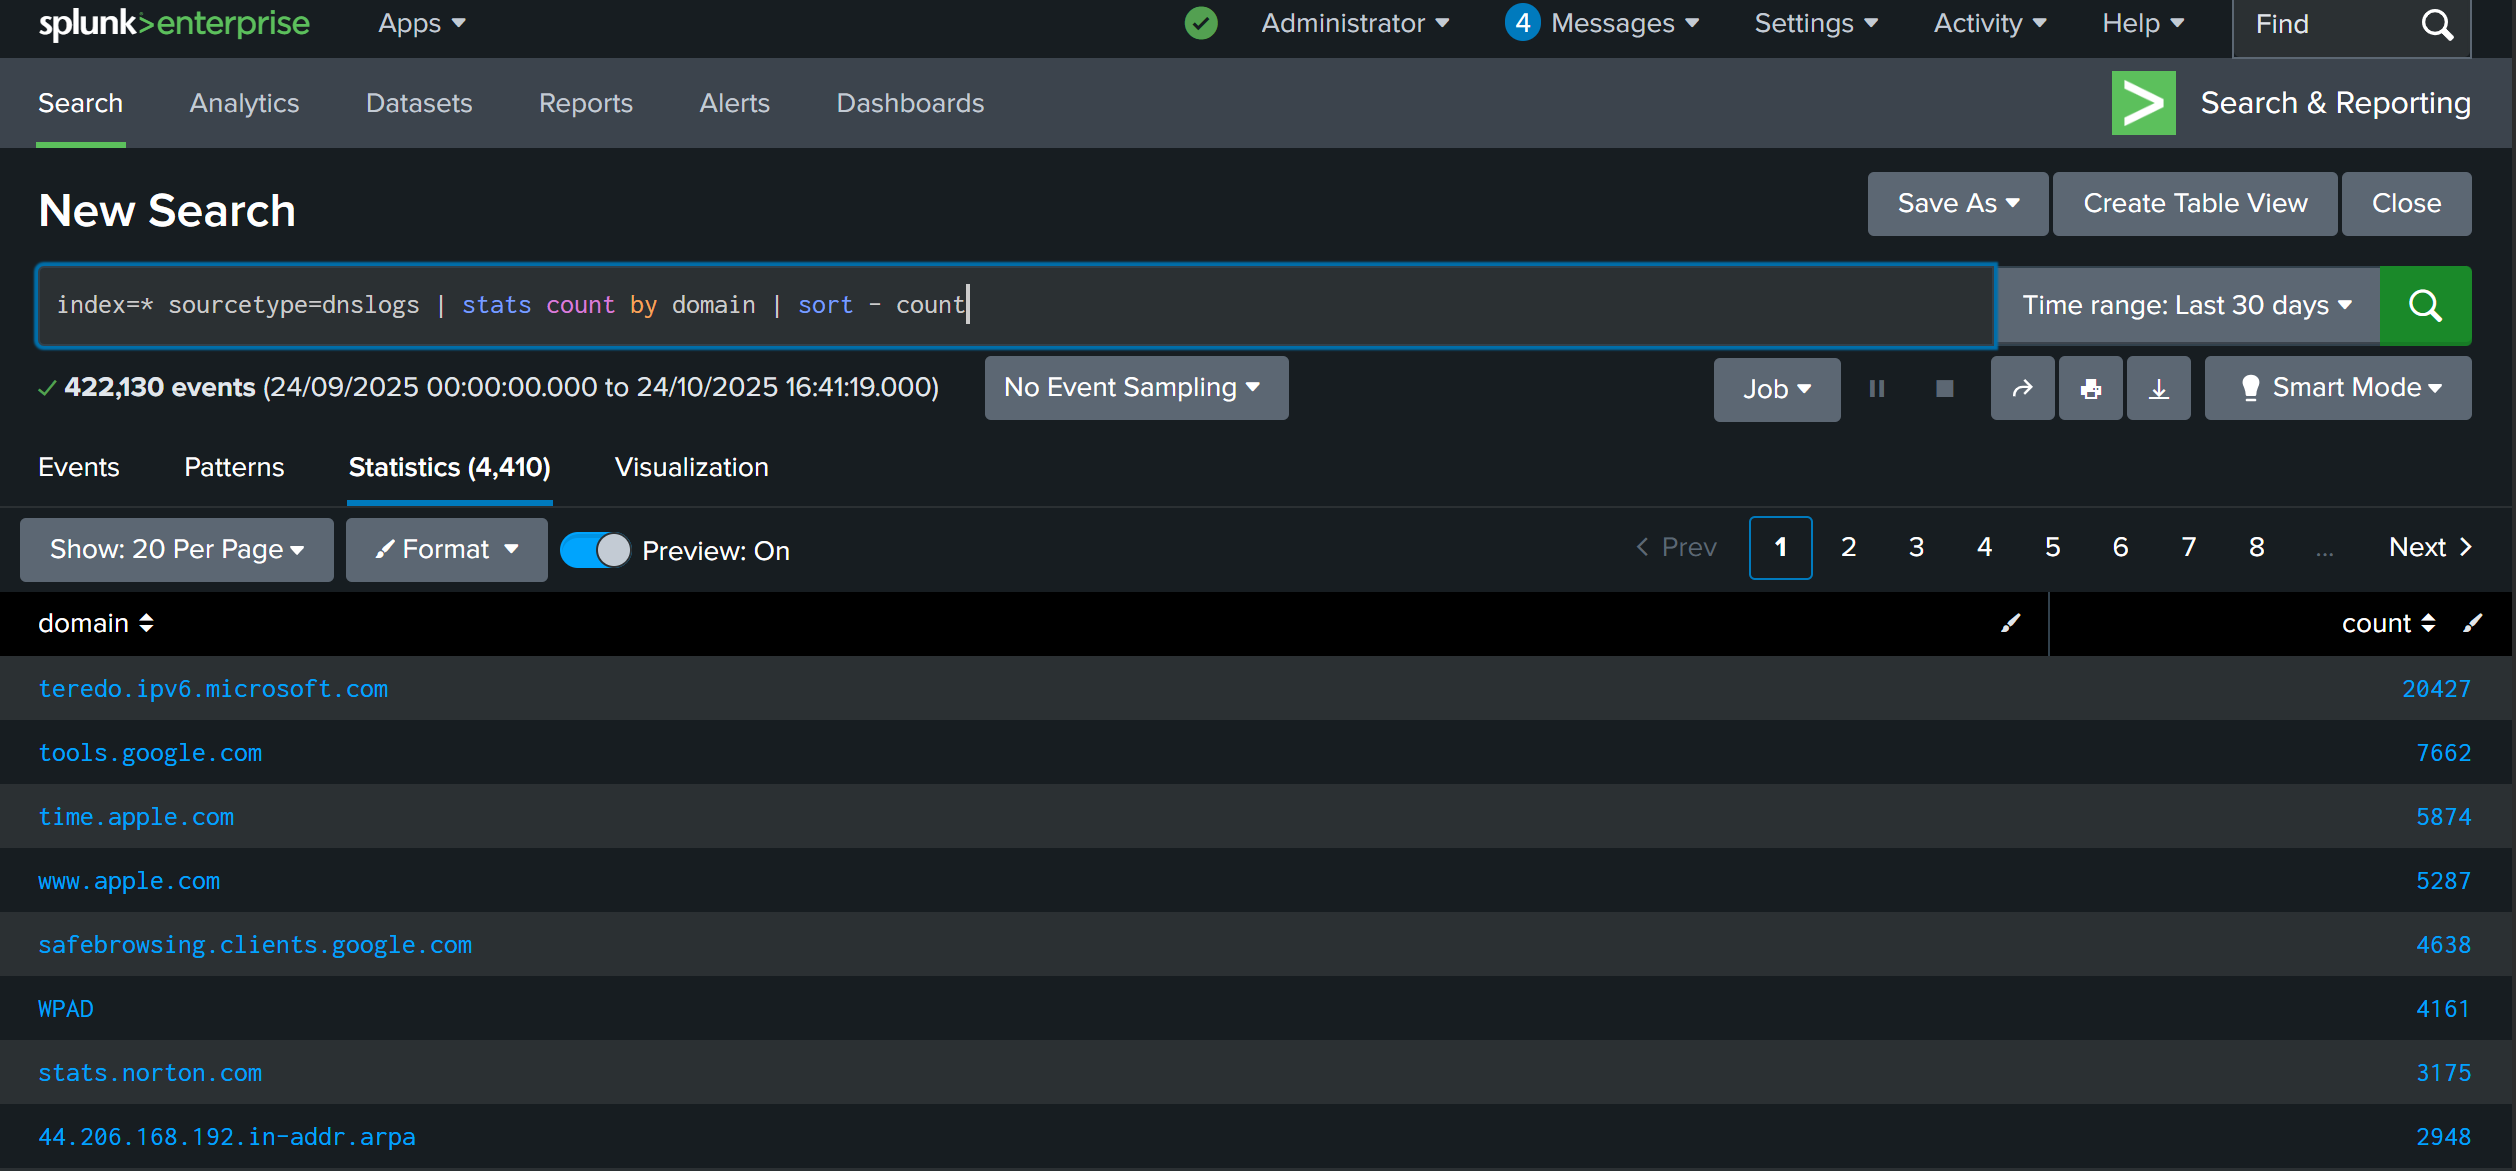 splunk>enterprise Apps Administrator 4 Messages Settings Activity Help Find
Search Analytics Datasets Reports Alerts Dashboards Search & Reporting
New Search Save As Create Table View Close
index=* sourcetype=dnslogs | stats count by domain | sort - count Time range: Last 30 days
422,130 events (24/09/2025 00:00:00.000 to 24/10/2025 16:41:19.000) No Event Sampling Job Smart Mode
Events Patterns Statistics (4,410) Visualization
Show: 20 Per Page Format Preview: On Prev 1 2 3 4 5 6 7 8 ... Next
domain count
teredo.ipv6.microsoft.com 20427
tools.google.com 7662
time.apple.com 5874
www.apple.com 5287
safebrowsing.clients.google.com 4638
WPAD 4161
stats.norton.com 3175
44.206.168.192.in-addr.arpa 2948